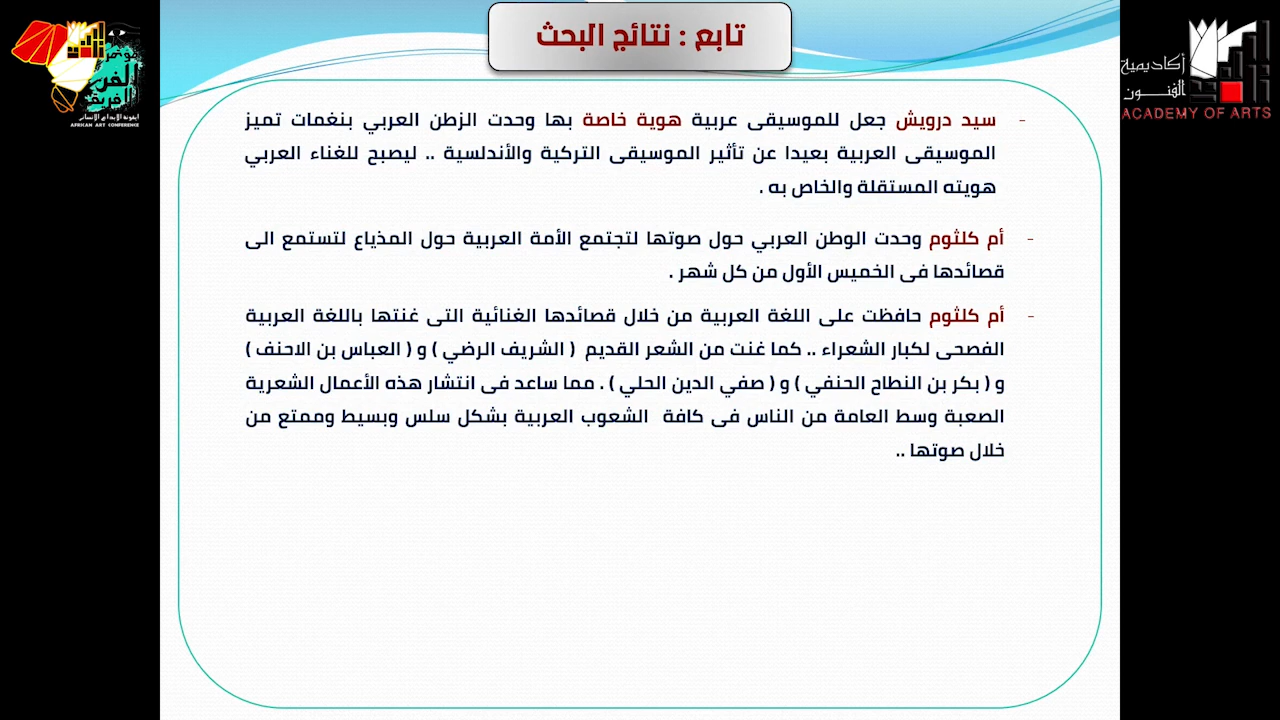 تابع : نتائج البحث
أكاديمية
الفنون
ACADEMY OF ARTS
الفن
AFRICAN ART CONFERENCE
- سيد درويش جعل للموسيقى عربية هوية خاصة بها وحدت الزطن العربي بنغمات تميز
الموسيقى العربية بعيدا عن تأثير الموسيقى التركية والأندلسية .. ليصبح للغناء العربي
هويته المستقلة والخاص به .
- أم كلثوم وحدت الوطن العربي حول صوتها لتجتمع الأمة العربية حول المذياع لتستمع الى
قصائدها فى الخميس الأول من كل شهر .
- أم كلثوم حافظت على اللغة العربية من خلال قصائدها الغنائية التى غنتها باللغة العربية
الفصحى لكبار الشعراء .. كما غنت من الشعر القديم ( الشريف الرضي ) و ( العباس بن الاحنف )
و ( بكر بن النطاح الحنفي ) و ( صفي الدين الحلي ) . مما ساعد فى انتشار هذه الأعمال الشعرية
الصعبة وسط العامة من الناس فى كافة الشعوب العربية بشكل سلس وبسيط وممتع من
خلال صوتها ..